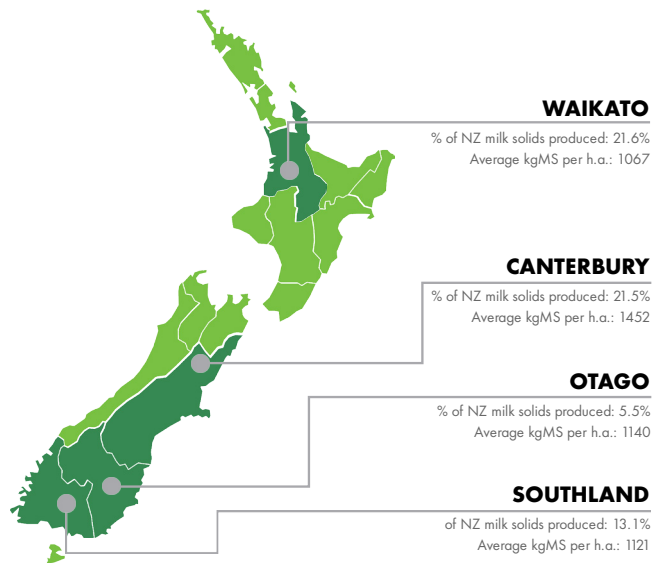 WAIKATO
% of NZ milk solids produced: 21.6%
Average kgMS per h.a.: 1067
CANTERBURY
% of NZ milk solids produced: 21.5%
Average kgMS per h.a.: 1452
OTAGO
% of NZ milk solids produced: 5.5%
Average kgMS per h.a.: 1140
SOUTHLAND
of NZ milk solids produced: 13.1%
Average kgMS per h.a.: 1121